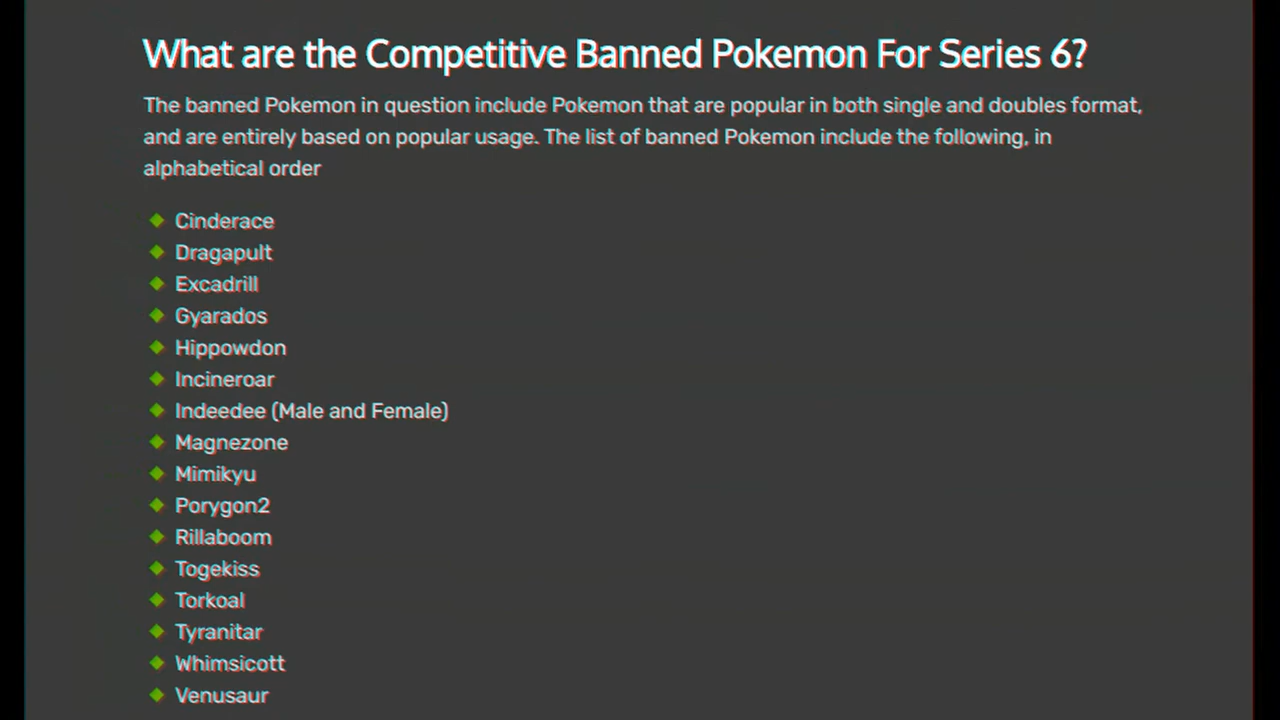 What are the Competitive Banned Pokemon For Series 6?
The banned Pokemon in question include Pokemon that are popular in both single and doubles format,
and are entirely based on popular usage. The list of banned Pokemon include the following, in
alphabetical order
Cinderace
Dragapult
Excadrill
Gyarados
Hippowdon
Incineroar
Indeedee (Male and Female)
Magnezone
Mimikyu
Porygon2
Rillaboom
Togekiss
Torkoal
Tyranitar
Whimsicott
Venusaur